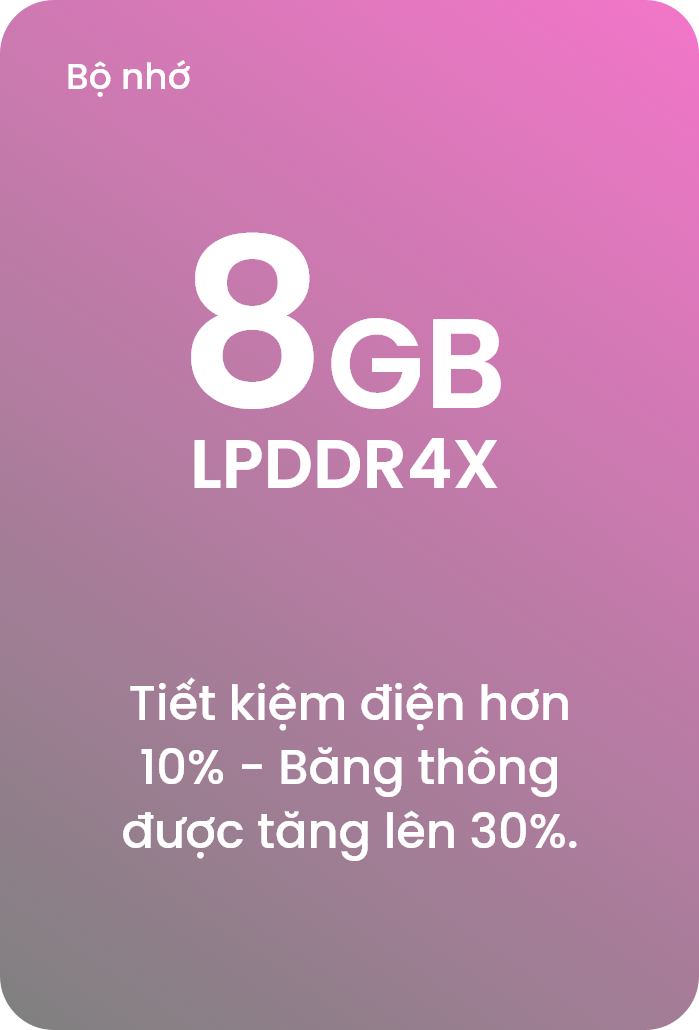 Bộ nhớ
8GB
LPDDR4X
Tiết kiệm điện hơn
10% - Băng thông
được tăng lên 30%.